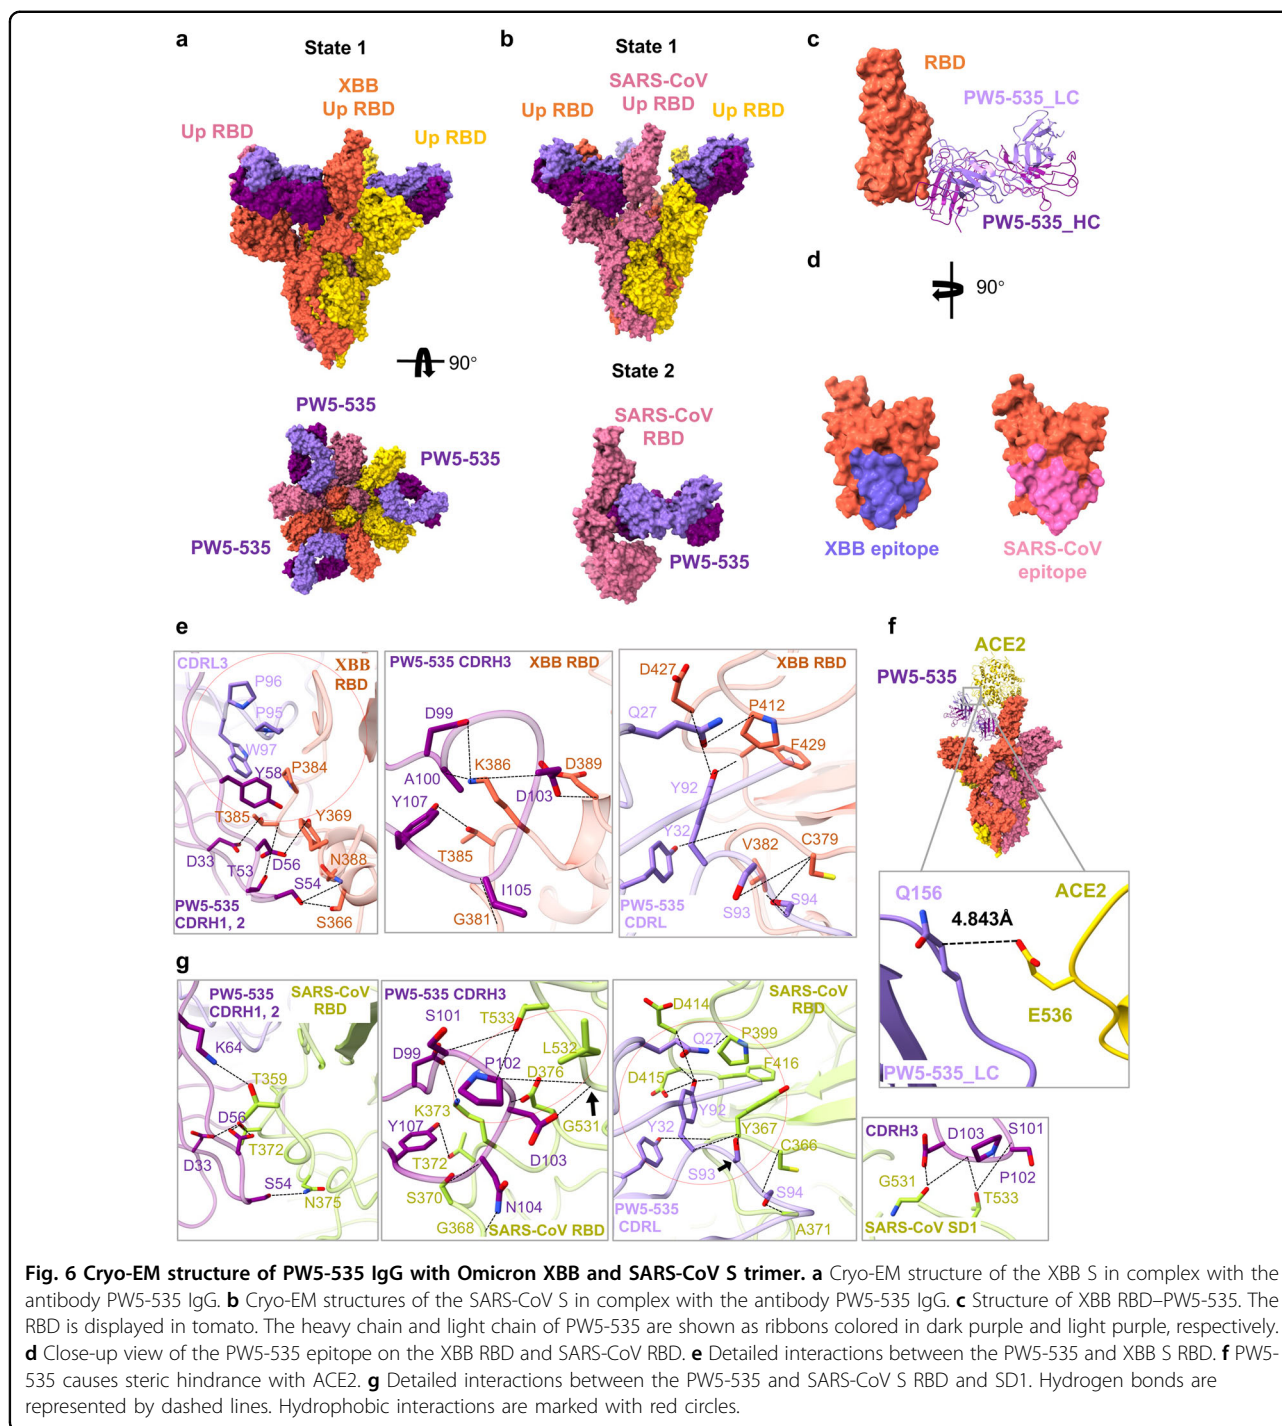 a
State 1
XBB
Up RBD
Up RBD
Up RBD
90°
PW5-535
PW5-535
PW5-535
b
State 1
SARS-CoV
Up RBD
Up RBD
Up RBD
State 2
SARS-CoV
RBD
PW5-535
c
RBD
PW5-535_LC
PW5-535_HC
d
90°
XBB epitope
SARS-CoV
epitope
e
CDRL3
XBB
RBD
P96
P95
W97
Y58
P384
T385
Y369
D33
D56
T53
N388
S54
PW5-535
CDRH1, 2
S366
PW5-535 CDRH3
XBB RBD
D99
K386
D389
A100
D103
Y107
T385
I105
G381
XBB RBD
D427
Q27
P412
F429
Y92
Y32
C379
V382
PW5-535
CDRL
S93
S94
f
ACE2
PW5-535
Q156
ACE2
4.843Å
E536
PW5-535_LC
g
PW5-535
CDRH1, 2
SARS-CoV
RBD
K64
T359
D56
T372
D33
S54
N375
PW5-535 CDRH3
S101
T533
D99
L532
P102
D376
K373
G531
Y107
D103
T372
S370
N104
G368
SARS-CoV RBD
SARS-CoV
RBD
D414
Q27
P399
F416
D415
Y92
Y32
Y367
C366
S93
S94
PW5-535
CDRL
A371
CDRH3
D103
S101
G531
P102
T533
SARS-CoV SD1
Fig. 6 Cryo-EM structure of PW5-535 IgG with Omicron XBB and SARS-CoV S trimer. a Cryo-EM structure of the XBB S in complex with the
antibody PW5-535 IgG. b Cryo-EM structures of the SARS-CoV S in complex with the antibody PW5-535 IgG. c Structure of XBB RBD–PW5-535. The
RBD is displayed in tomato. The heavy chain and light chain of PW5-535 are shown as ribbons colored in dark purple and light purple, respectively.
d Close-up view of the PW5-535 epitope on the XBB RBD and SARS-CoV RBD. e Detailed interactions between the PW5-535 and XBB S RBD. f PW5-
535 causes steric hindrance with ACE2. g Detailed interactions between the PW5-535 and SARS-CoV S RBD and SD1. Hydrogen bonds are
represented by dashed lines. Hydrophobic interactions are marked with red circles.